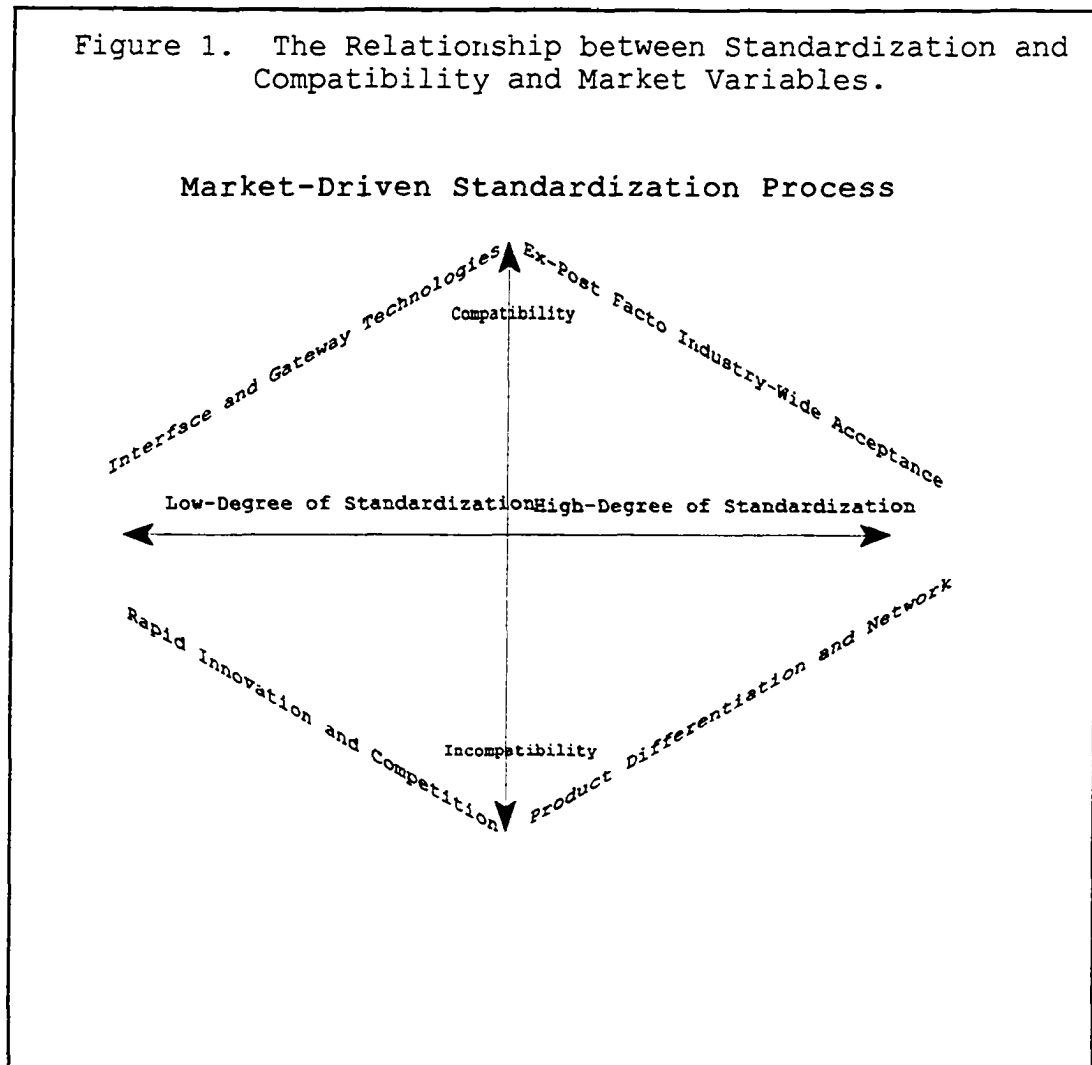 Figure 1. The Relationship between Standardization and
Compatibility and Market Variables.
Market-Driven Standardization Process
Interface and Gateway Technologies
Ex-Post Facto Industry-Wide Acceptance
Compatibility
Low-Degree of Standardization
High-Degree of Standardization
Rapid Innovation and Competition
Product Differentiation and Network
Incompatibility